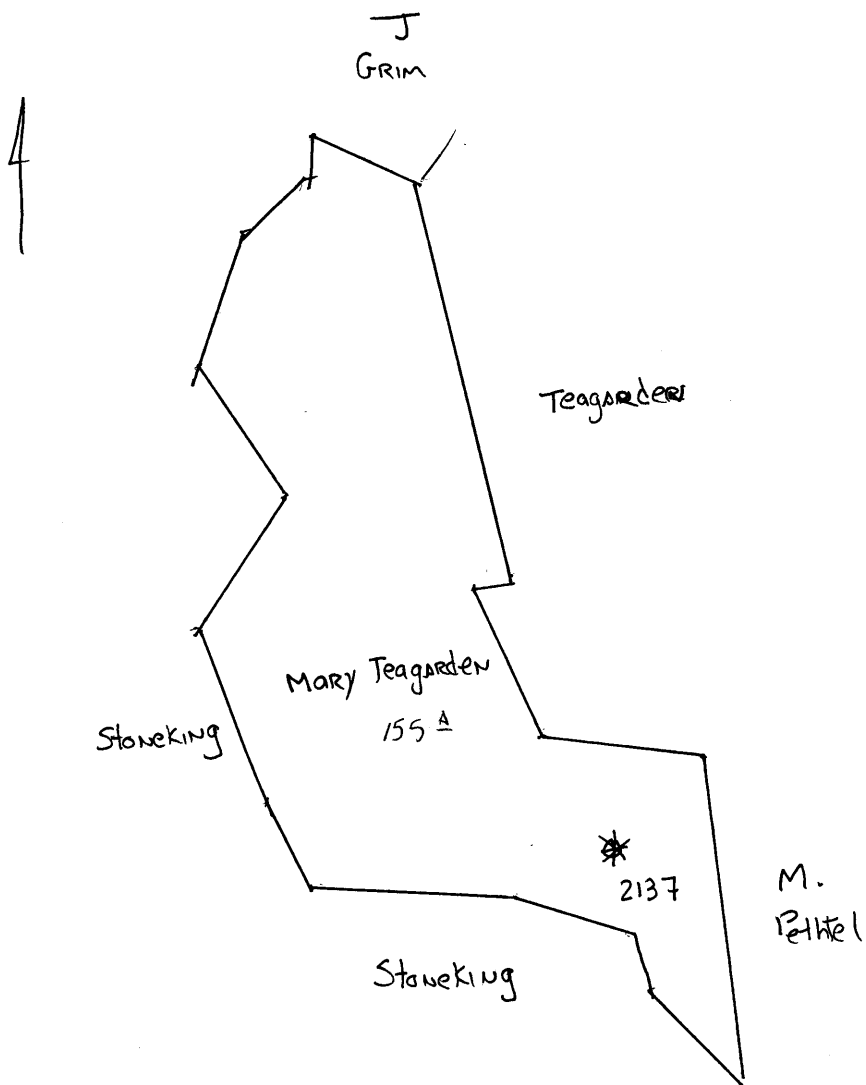 J
GRIM
Teagarden
Mary Teagarden
155 A
Stoneking
2137
M.
Pethtel
Stoneking